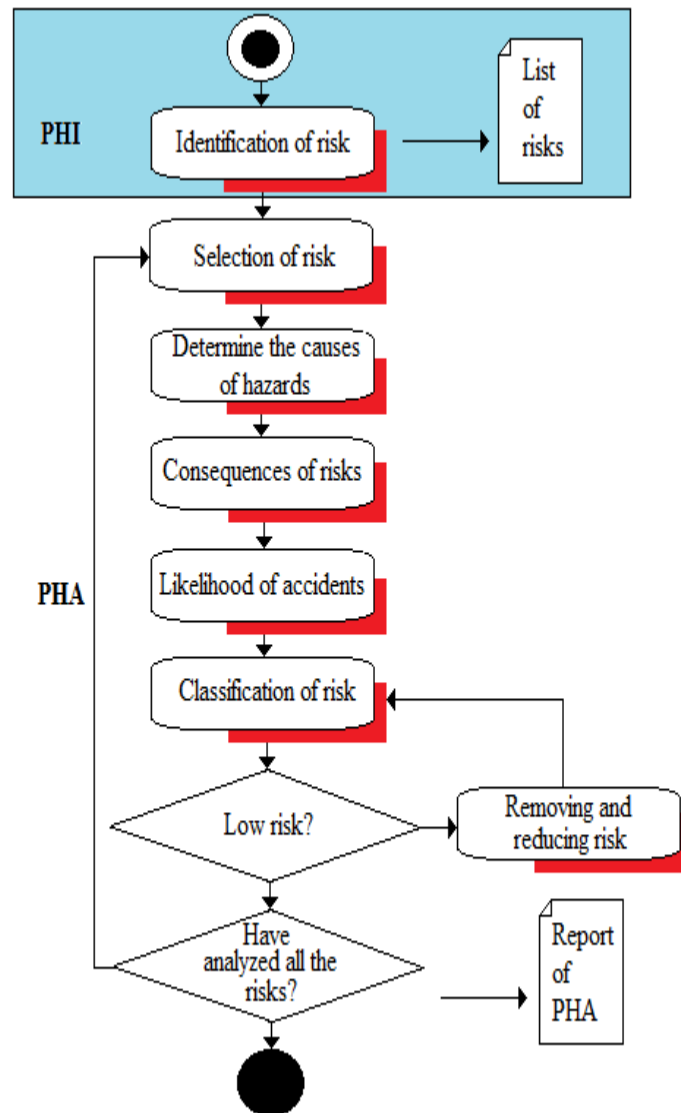 PHI
Identification of risk
List
of
risks
Selection of risk
Determine the causes
of hazards
Consequences of risks
PHA
Likelihood of accidents
Classification of risk
Low risk?
Removing and
reducing risk
Have
analyzed all the
risks?
Report
of
PHA